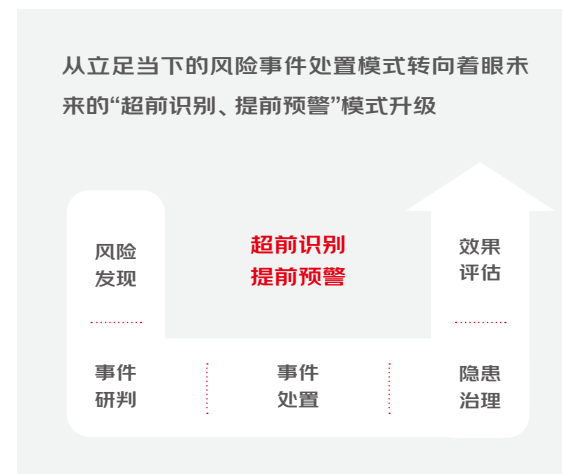 从立足当下的风险事件处置模式转向着眼未
来的“超前识别、提前预警”模式升级
风险
发现
超前识别
提前预警
效果
评估
事件
研判
事件
处置
隐患
治理